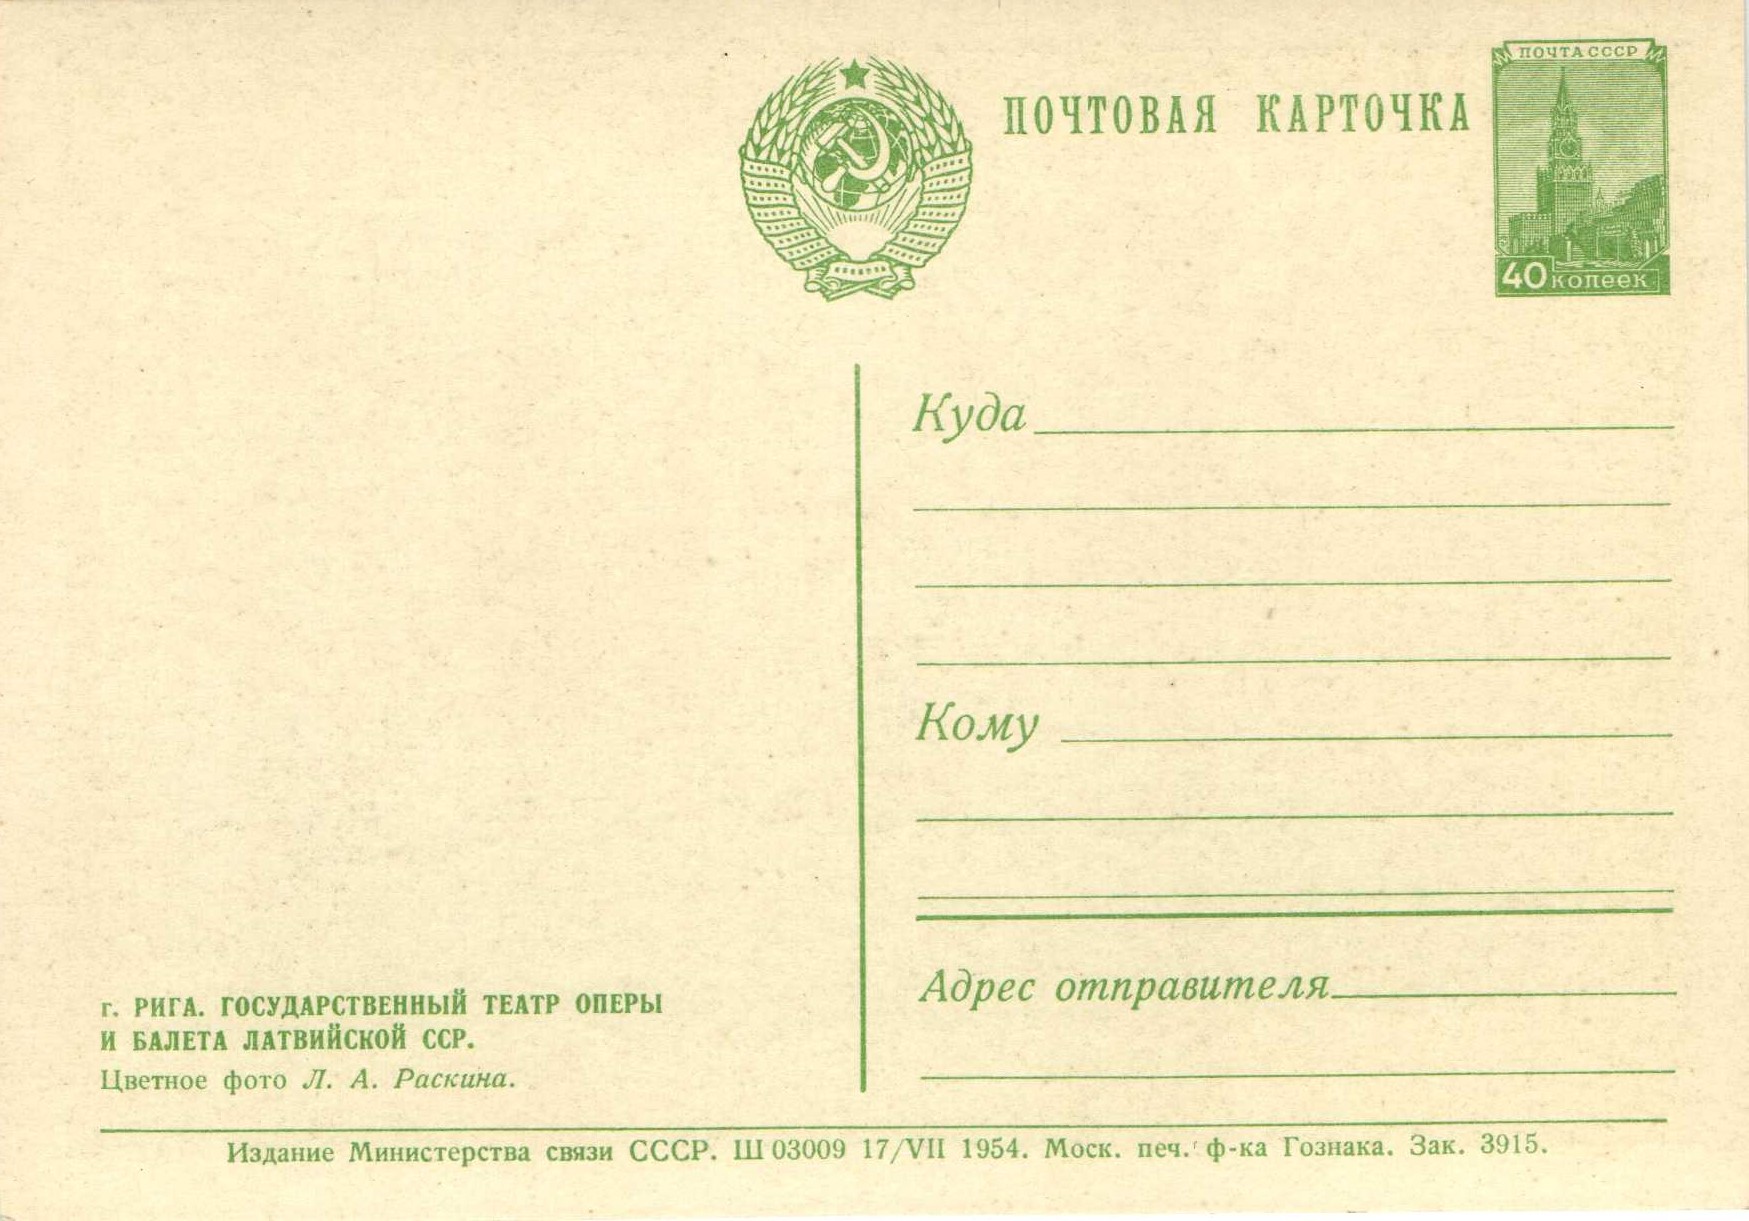 ПОЧТА СССР
ПОЧТОВАЯ КАРТОЧКА
40 копеек
Куда
Кому
Адрес отправителя
г. РИГА. ГОСУДАРСТВЕННЫЙ ТЕАТР ОПЕРЫ
И БАЛЕТА ЛАТВИЙСКОЙ ССР.
Цветное фото Л. А. Раскина.
Издание Министерства связи СССР. Ш 03009 17/VII 1954. Моск. печ. ф-ка Гознака. Зак. 3915.